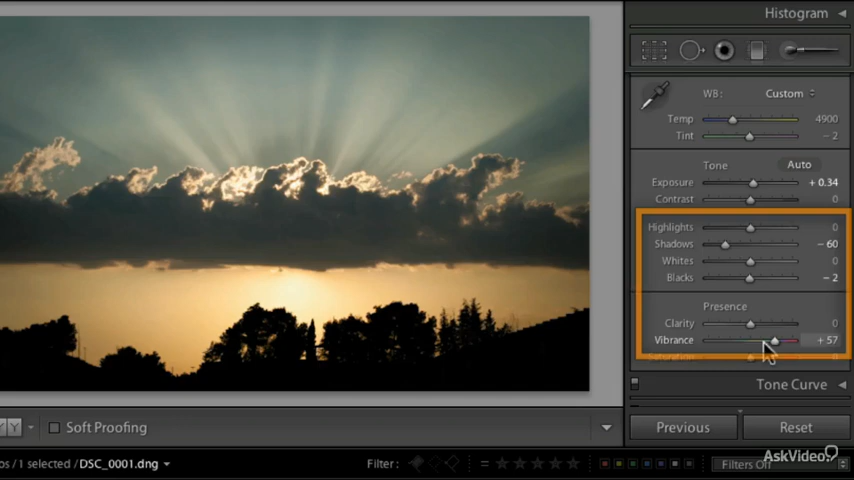 Histogram
WB: Custom
Temp 4900
Tint - 2
Tone Auto
Exposure + 0.34
Contrast 0
Highlights 0
Shadows - 60
Whites 0
Blacks - 2
Presence
Clarity 0
Vibrance + 57
Saturation 0
Tone Curve
Y Y Soft Proofing
Previous Reset
os / 1 selected / DSC_0001.dng
Filter:
Filters Off
AskVideo